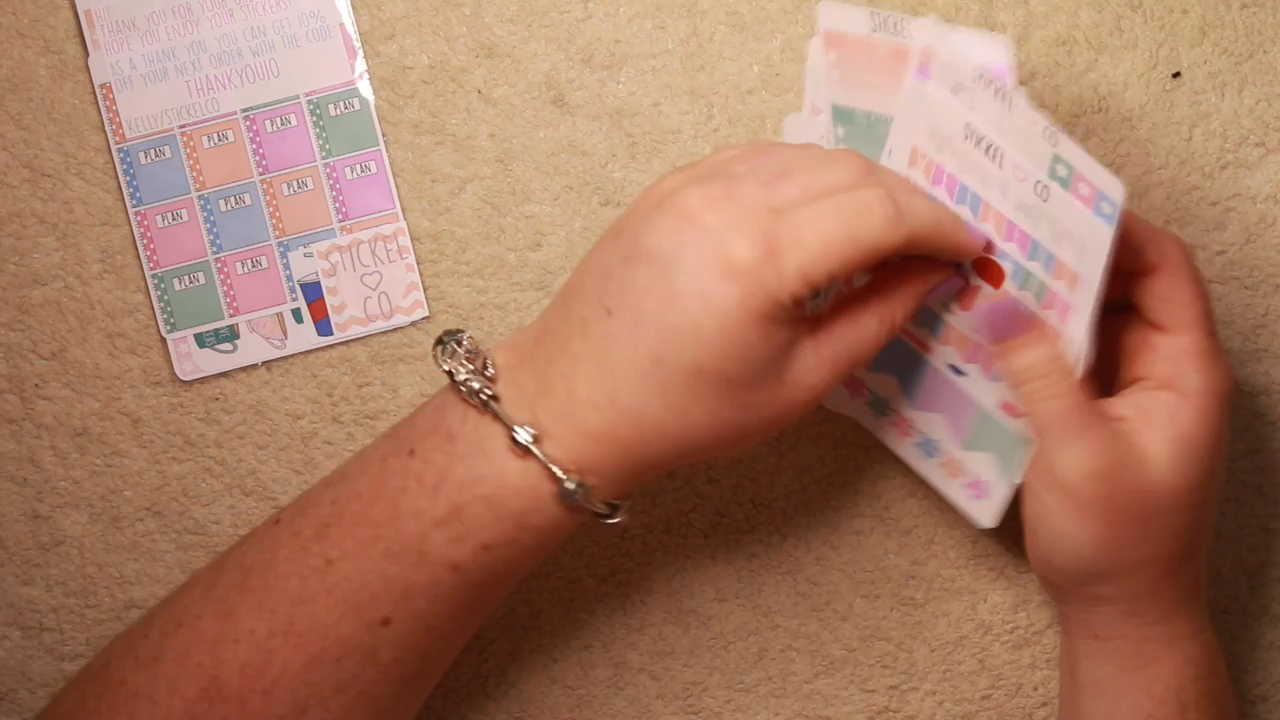 HI!
THANK YOU FOR YOUR
HOPE YOU ENJOY YOUR STICKERS!
AS A THANK YOU, YOU CAN GET 10%
OFF YOUR NEXT ORDER WITH THE CODE:
THANKYOU10
KELLY/STICKELCO
PLAN
PLAN
PLAN
PLAN
PLAN
PLAN
PLAN
PLAN
PLAN
PLAN
STICKEL
CO
STICKEL
STICKEL
CO
STICKEL
CO